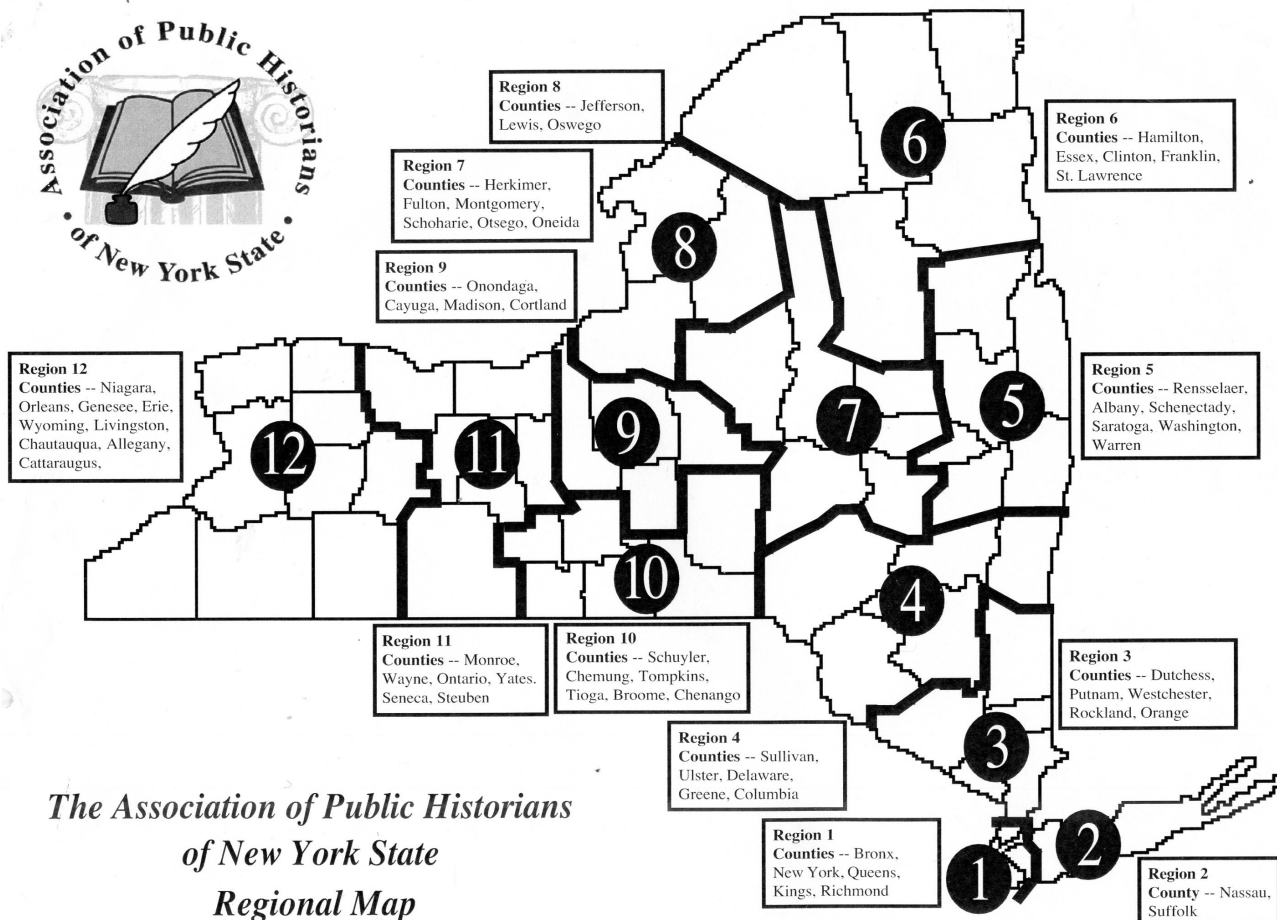 Association of Public Historians
• of New York State •
Region 8
Counties -- Jefferson,
Lewis, Oswego
Region 6
Counties -- Hamilton,
Essex, Clinton, Franklin,
St. Lawrence
Region 7
Counties -- Herkimer,
Fulton, Montgomery,
Schoharie, Otsego, Oneida
Region 9
Counties -- Onondaga,
Cayuga, Madison, Cortland
Region 12
Counties -- Niagara,
Orleans, Genesee, Erie,
Wyoming, Livingston,
Chautauqua, Allegany,
Cattaraugus,
Region 5
Counties -- Rensselaer,
Albany, Schenectady,
Saratoga, Washington,
Warren
6
8
5
7
9
12
11
10
4
3
2
1
Region 11
Counties -- Monroe,
Wayne, Ontario, Yates.
Seneca, Steuben
Region 10
Counties -- Schuyler,
Chemung, Tompkins,
Tioga, Broome, Chenango
Region 3
Counties -- Dutchess,
Putnam, Westchester,
Rockland, Orange
Region 4
Counties -- Sullivan,
Ulster, Delaware,
Greene, Columbia
Region 1
Counties -- Bronx,
New York, Queens,
Kings, Richmond
Region 2
County -- Nassau,
Suffolk
The Association of Public Historians
of New York State
Regional Map